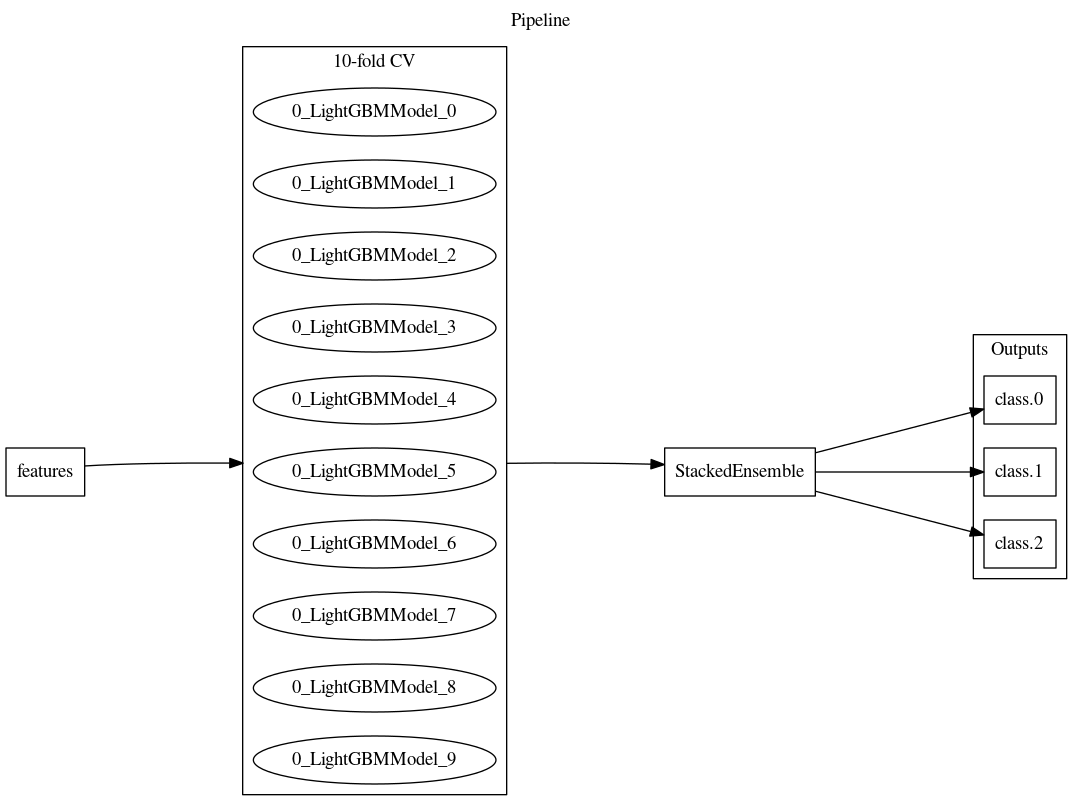 Pipeline
10-fold CV
0_LightGBMModel_0
0_LightGBMModel_1
0_LightGBMModel_2
0_LightGBMModel_3
0_LightGBMModel_4
0_LightGBMModel_5
0_LightGBMModel_6
0_LightGBMModel_7
0_LightGBMModel_8
0_LightGBMModel_9
features
StackedEnsemble
Outputs
class.0
class.1
class.2